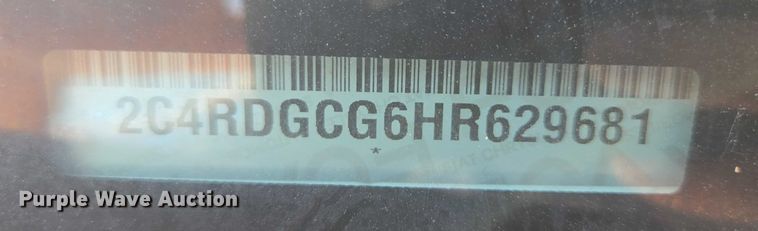 2C4RDGCG6HR629681
*
Purple Wave Auction